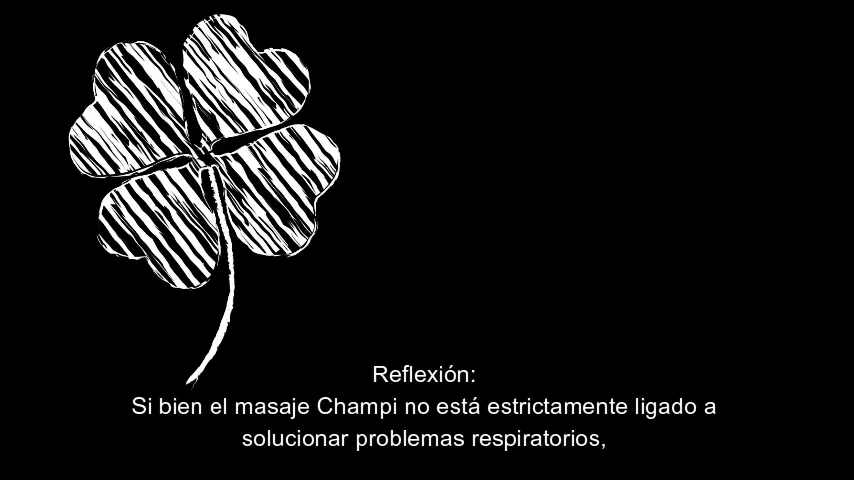 Reflexión:
Si bien el masaje Champi no está estrictamente ligado a
solucionar problemas respiratorios,